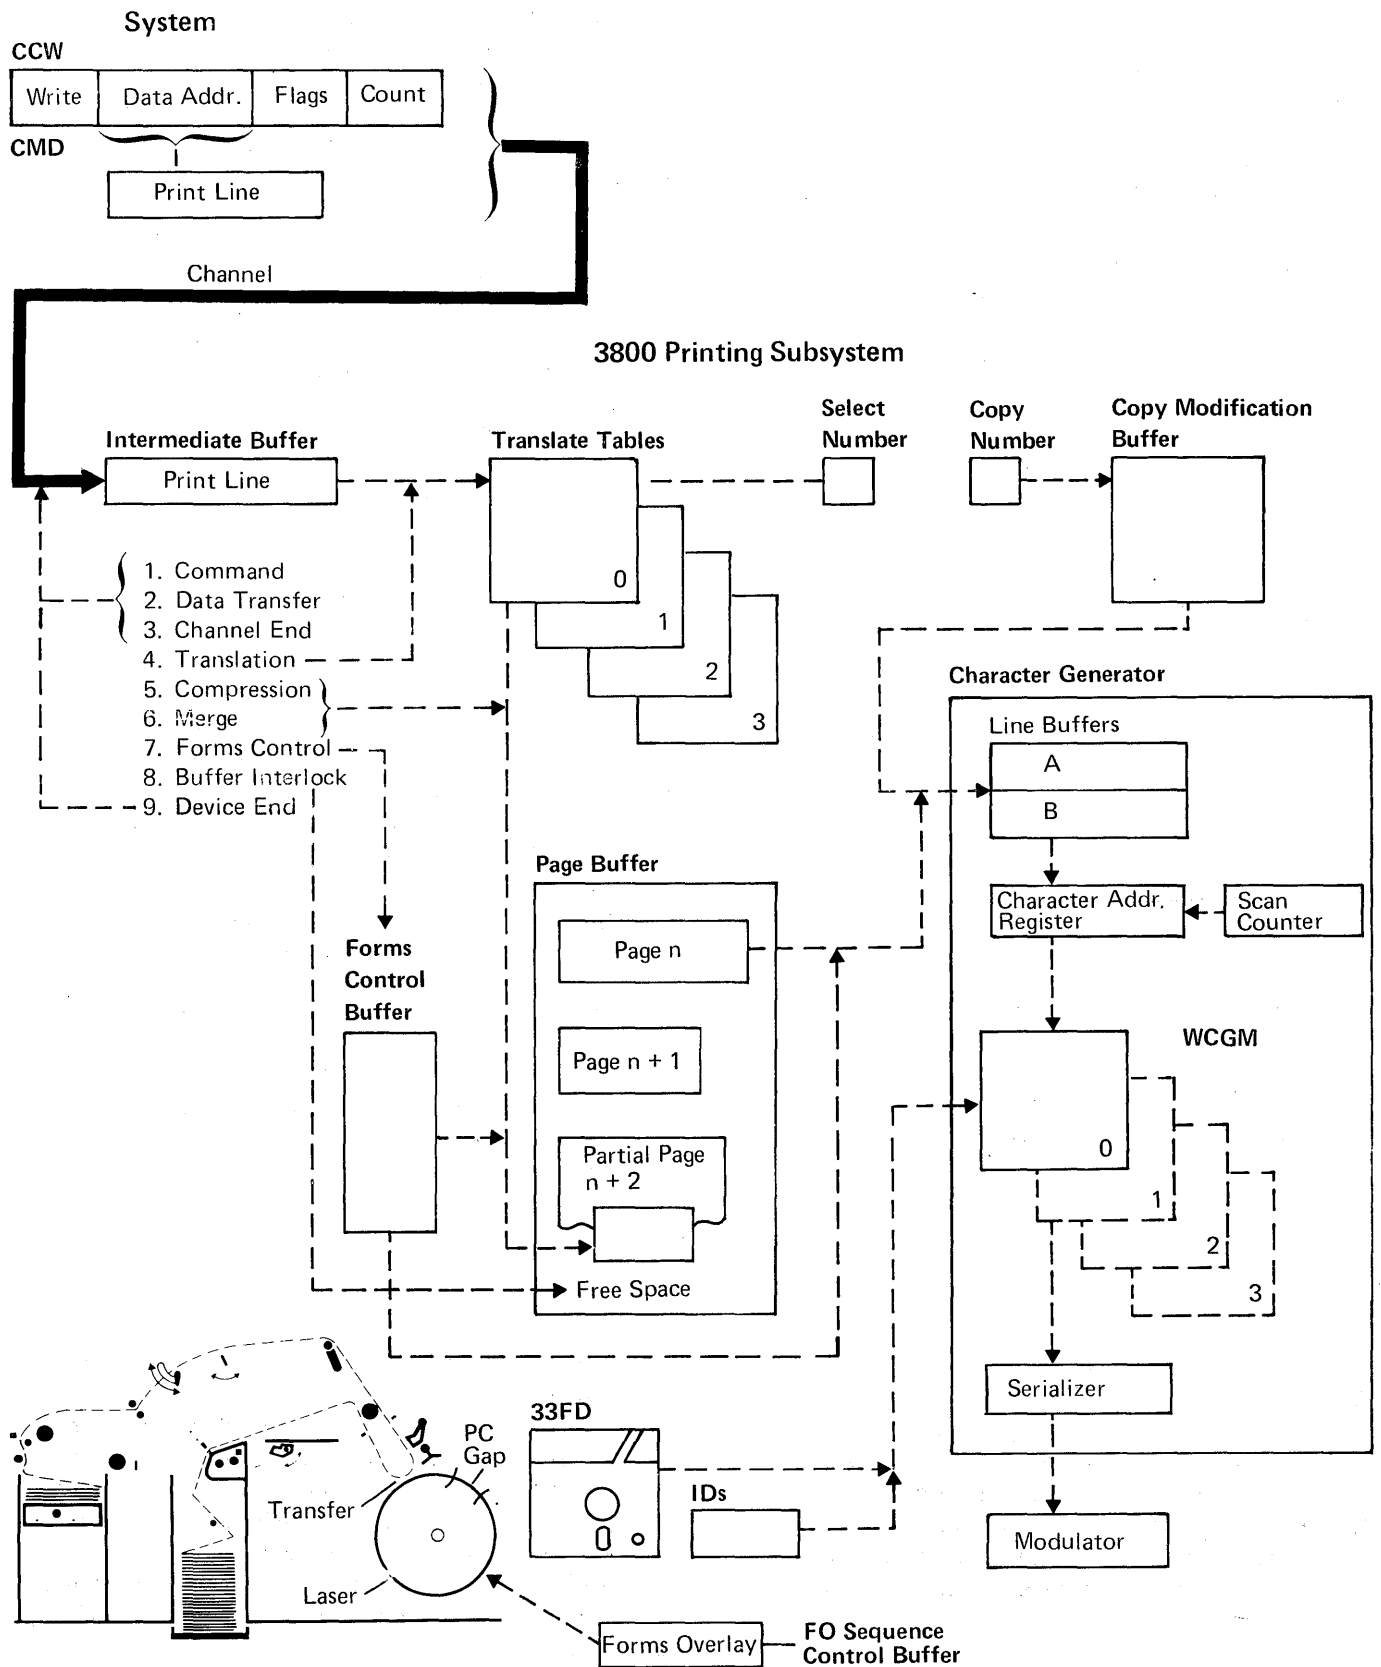 System
CCW
Write Data Addr. Flags Count
CMD
Print Line
Channel
3800 Printing Subsystem
Select
Number
Copy
Number
Copy Modification
Buffer
Intermediate Buffer
Print Line
Translate Tables
0
1
2
3
1. Command
2. Data Transfer
3. Channel End
4. Translation
5. Compression
6. Merge
7. Forms Control
8. Buffer Interlock
9. Device End
Character Generator
Line Buffers
A
B
Character Addr.
Register
Scan
Counter
Page Buffer
Page n
Page n + 1
Partial Page
n + 2
Free Space
Forms
Control
Buffer
WCGM
0
1
2
3
Serializer
Modulator
33FD
IDs
PC
Gap
Transfer
Laser
Forms Overlay
FO Sequence
Control Buffer